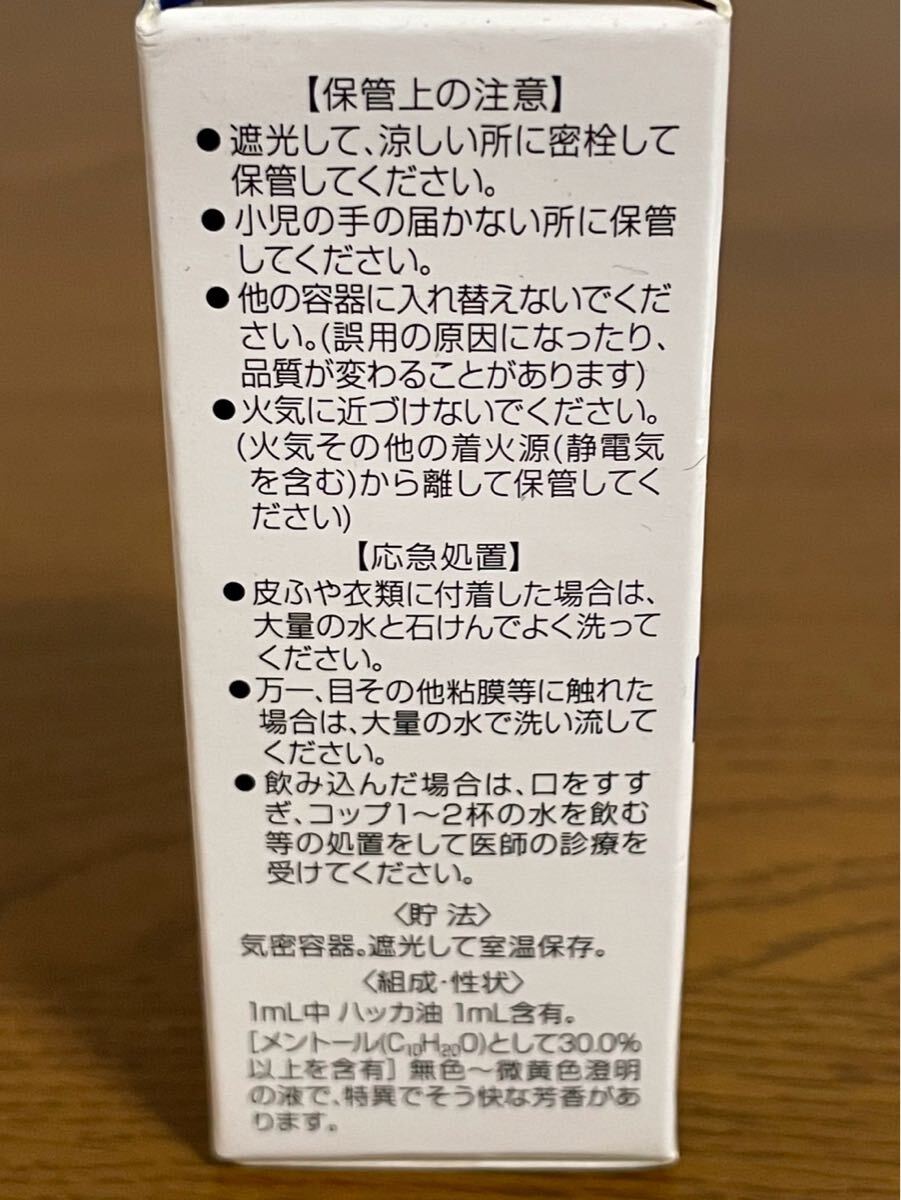 【保管上の注意】
●遮光して、涼しい所に密栓して
保管してください。
●小児の手の届かない所に保管
してください。
●他の容器に入れ替えないでくだ
さい。(誤用の原因になったり、
品質が変わることがあります)
●火気に近づけないでください。
(火気その他の着火源(静電気
を含む)から離して保管してく
ださい)
【応急処置】
●皮ふや衣類に付着した場合は、
大量の水と石けんでよく洗って
ください。
●万一、目その他粘膜等に触れた
場合は、大量の水で洗い流して
ください。
●飲み込んだ場合は、口をすす
ぎ、コップ1〜2杯の水を飲む
等の処置をして医師の診療を
受けてください。
〈貯法〉
気密容器。遮光して室温保存。
〈組成・性状〉
1mL中 ハッカ油 1mL含有。
[メントール(C₁₀H₂₀O)として30.0%
以上を含有] 無色〜微黄色澄明
の液で、特異でそう快な芳香があ
ります。